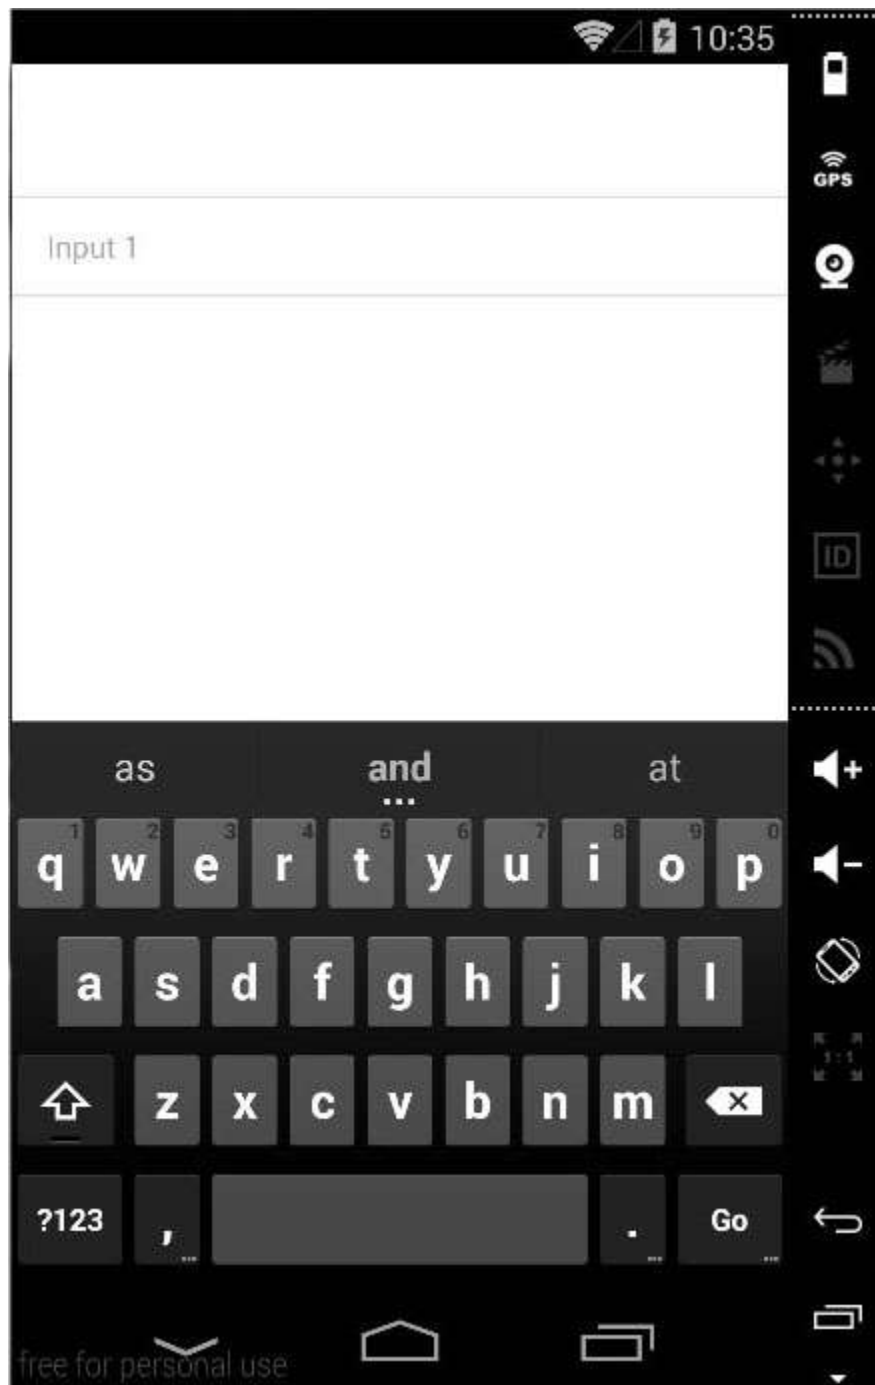 10:35
GPS
Input 1
ID
as and at
1 2 3 4 5 6 7 8 9 0
q w e r t y u i o p
a s d f g h j k l
1:1
z x c v b n m
?123 , ... . ... Go ...
free for personal use